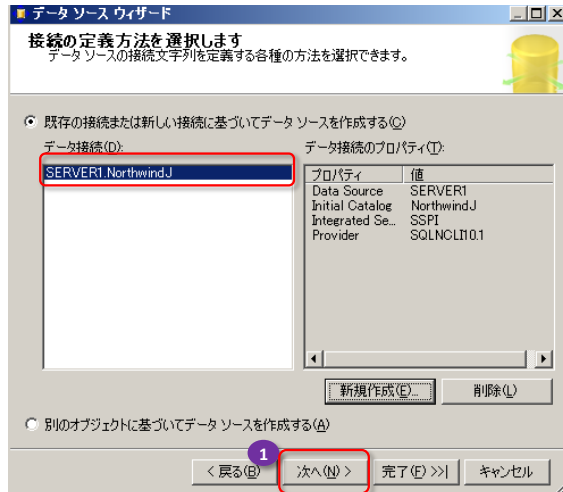 データ ソース ウィザード
接続の定義方法を選択します
データ ソースの接続文字列を定義する各種の方法を選択できます。
既存の接続または新しい接続に基づいてデータ ソースを作成する(C)
データ接続(D):
データ接続のプロパティ(T):
SERVER1.NorthwindJ
プロパティ 値
Data Source SERVER1
Initial Catalog NorthwindJ
Integrated Se... SSPI
Provider SQLNCLI10.1
新規作成(E)... 削除(L)
別のオブジェクトに基づいてデータ ソースを作成する(A)
1
< 戻る(B) 次へ(N) > 完了(F) >>| キャンセル